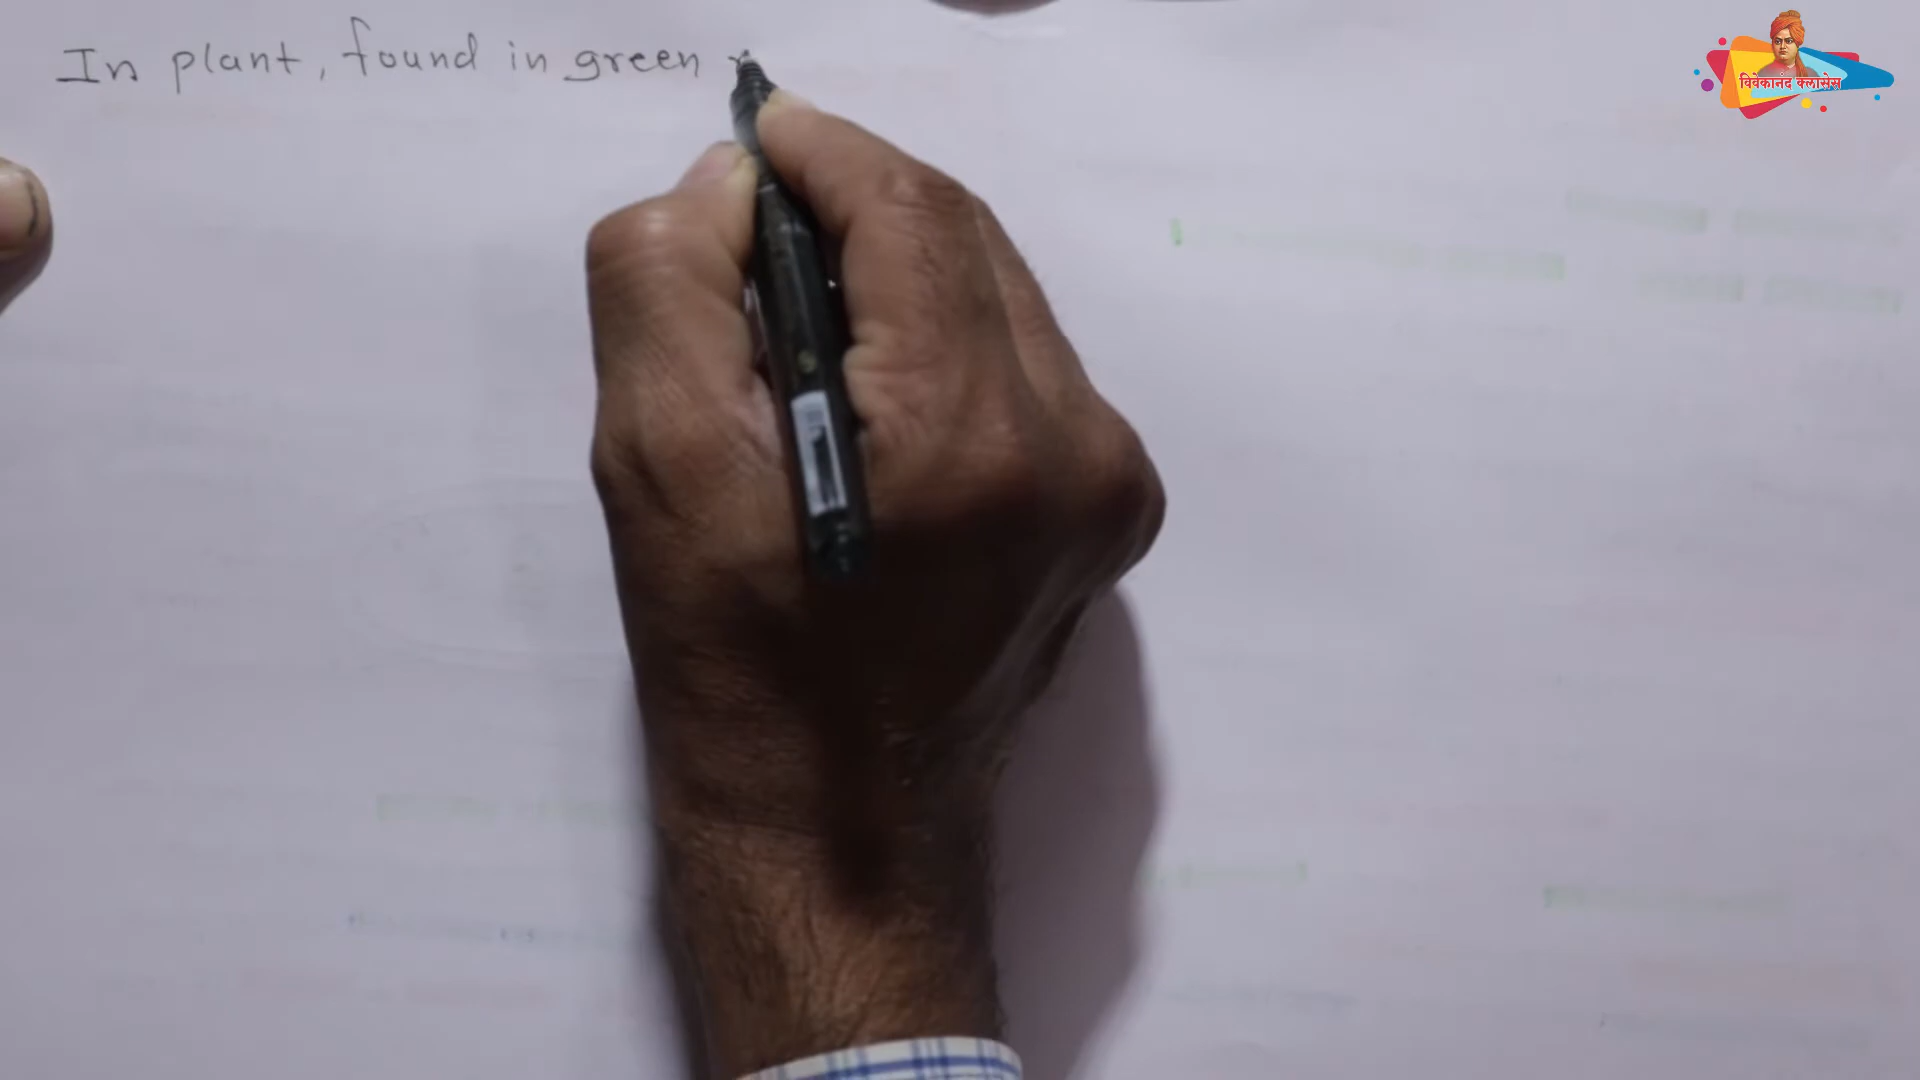 In plant, found in green
विवेकानंद क्लासेस